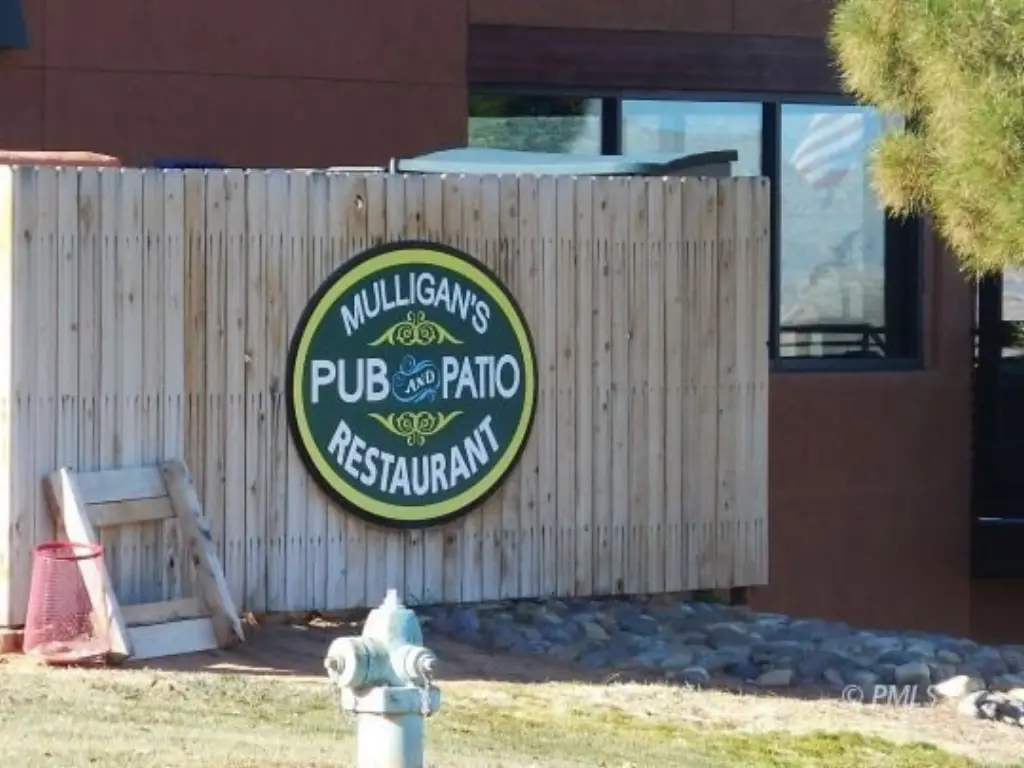 MULLIGAN'S
PUB AND PATIO
RESTAURANT
© PMLS